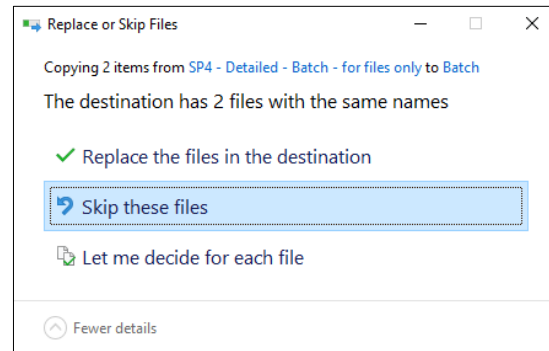 Replace or Skip Files
Copying 2 items from SP4 - Detailed - Batch - for files only to Batch
The destination has 2 files with the same names
Replace the files in the destination
Skip these files
Let me decide for each file
Fewer details